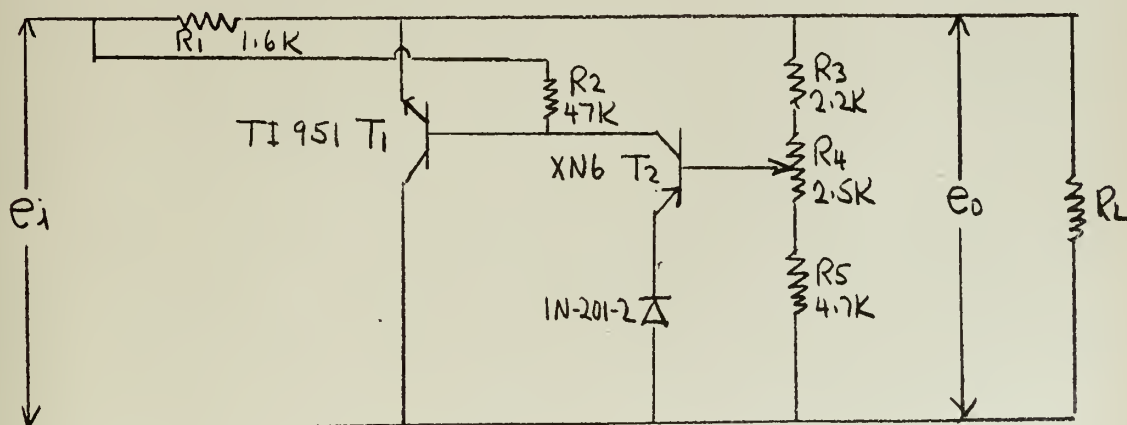 R1 1.6K
R2
47K
R3
2.2K
TI 951 T1
XN6 T2
R4
2.5K
ei
eo
RL
IN-201-2
R5
4.7K